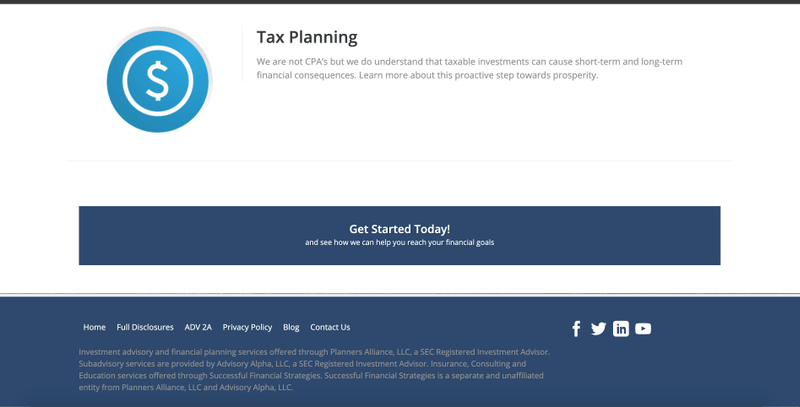 Tax Planning
We are not CPA's but we do understand that taxable investments can cause short-term and long-term
financial consequences. Learn more about this proactive step towards prosperity.
$
Get Started Today!
and see how we can help you reach your financial goals
Home Full Disclosures ADV 2A Privacy Policy Blog Contact Us
Investment advisory and financial planning services offered through Planners Alliance, LLC, a SEC Registered Investment Advisor.
Subadvisory services are provided by Advisory Alpha, LLC, a SEC Registered Investment Advisor. Insurance, Consulting and
Education services offered through Successful Financial Strategies. Successful Financial Strategies is a separate and unaffiliated
entity from Planners Alliance, LLC and Advisory Alpha, LLC.